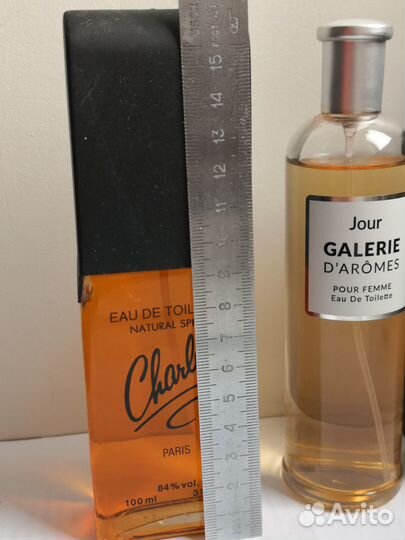 15
14
13
12
11
10
9
8
7
6
5
4
3
2
EAU DE TOIL
NATURAL SPR
Charl
PARIS
84% vol.
100 ml
Jour
GALERIE
D'ARÔMES
POUR FEMME
Eau De Toilette
Avito